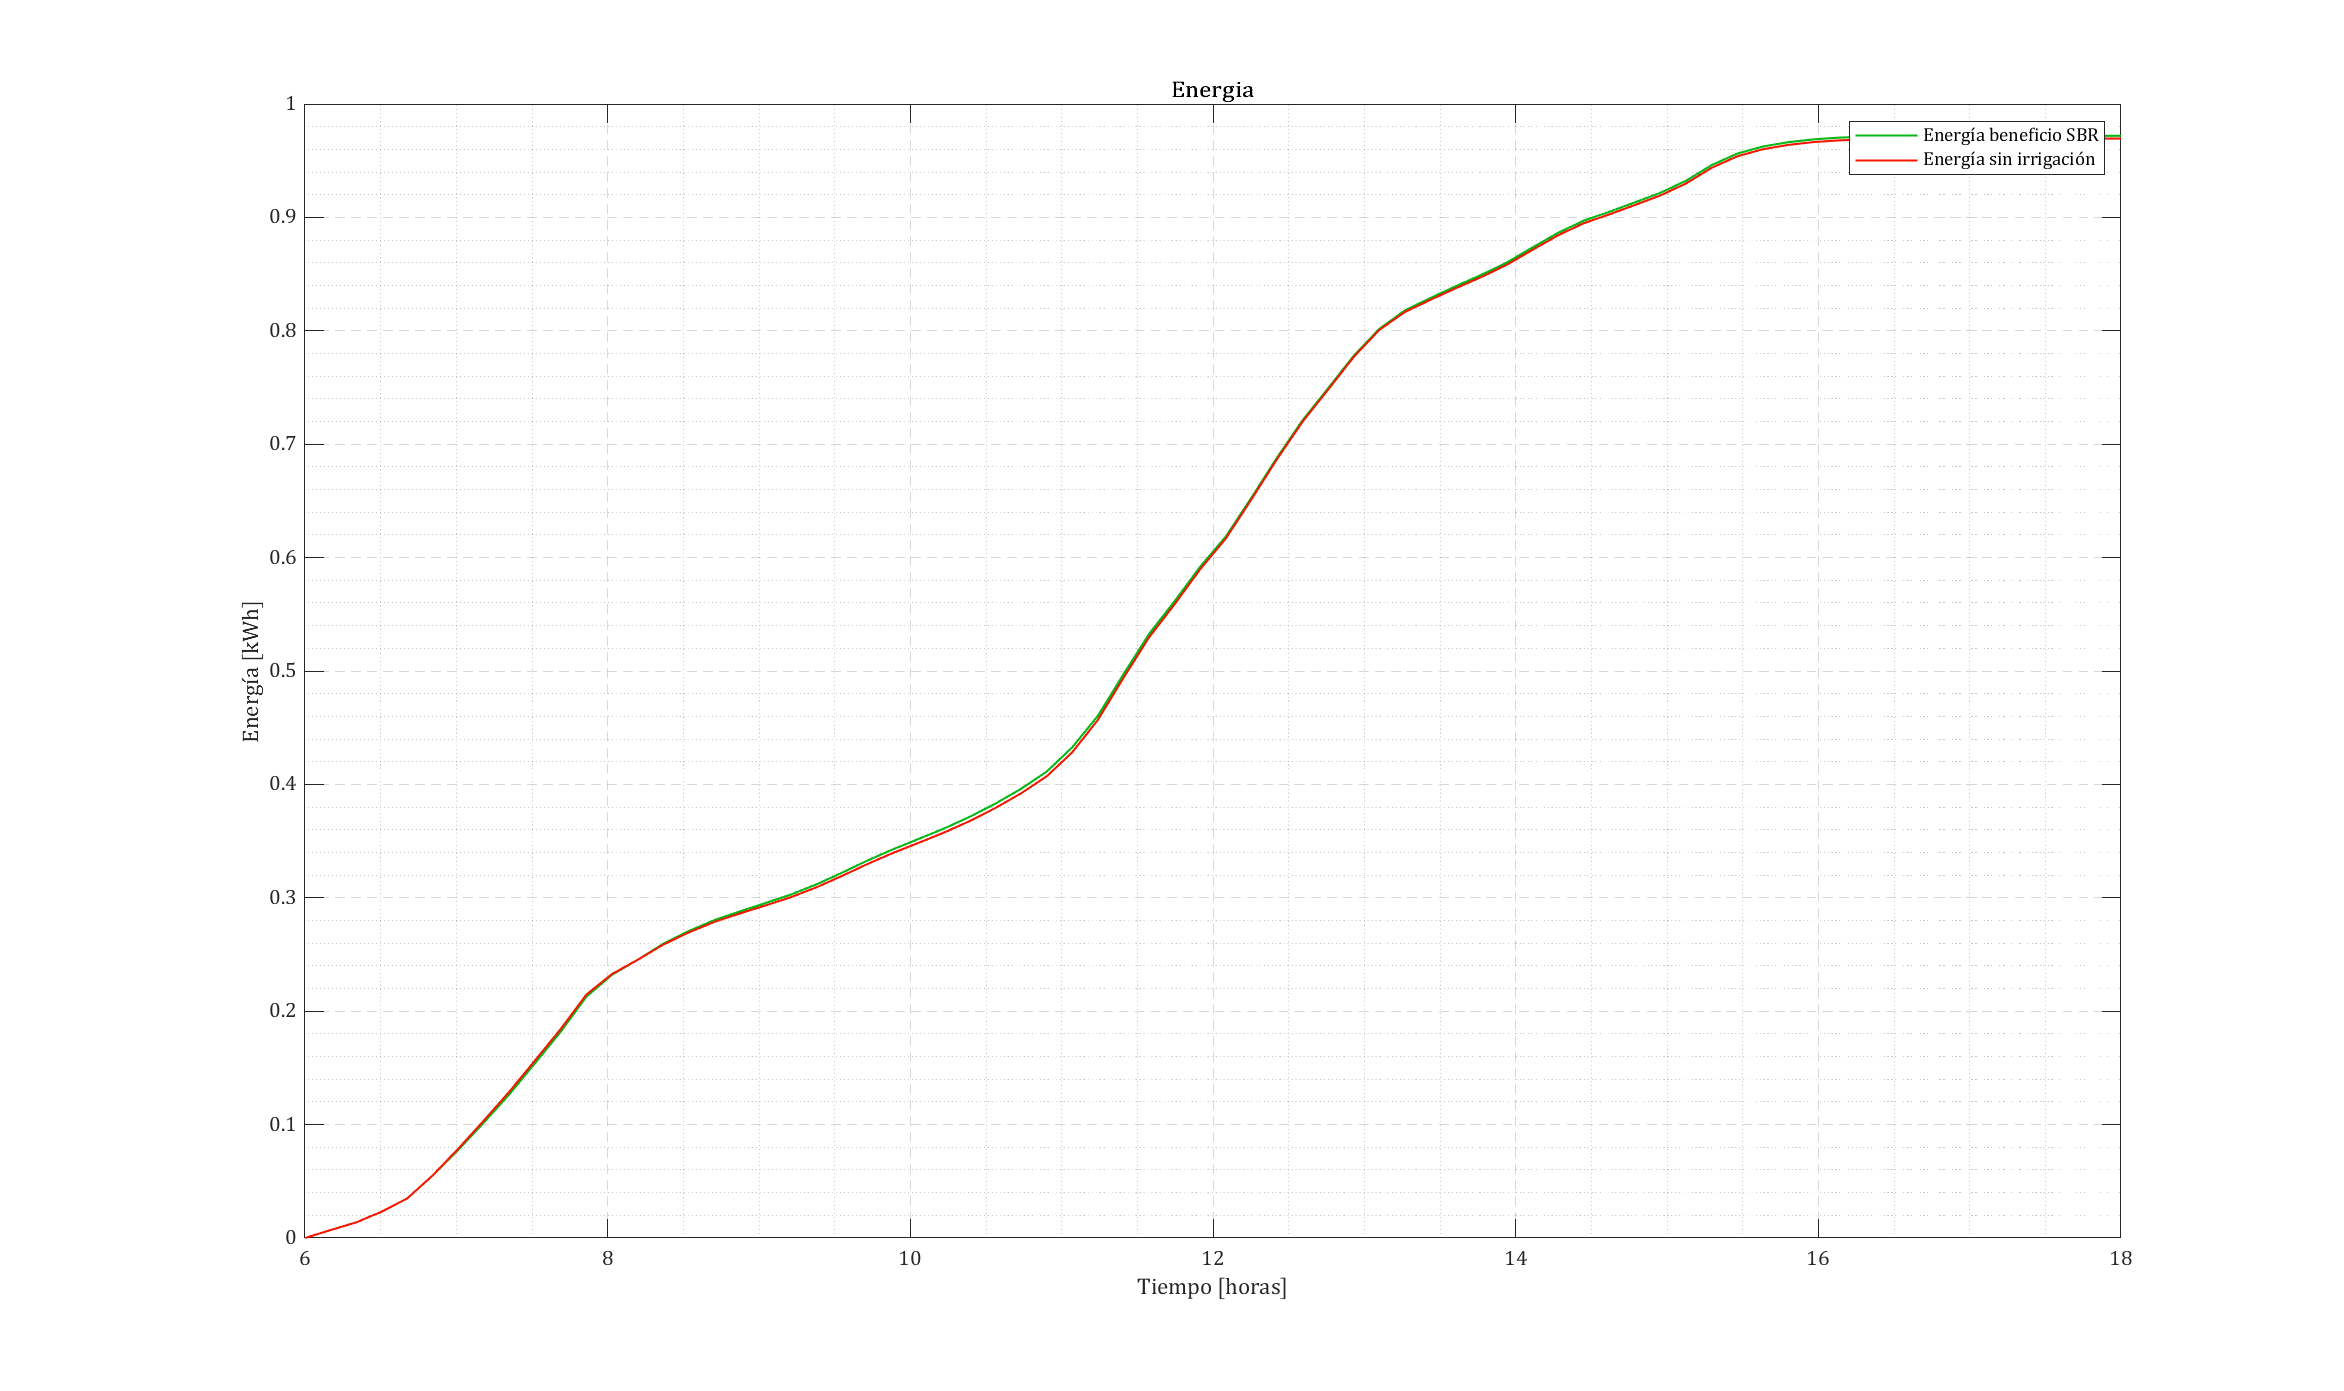 Energia
1
0.9
0.8
0.7
0.6
0.5
0.4
0.3
0.2
0.1
0
Energía [kWh]
Energía beneficio SBR
Energía sin irrigación
6 8 10 12 14 16 18
Tiempo [horas]